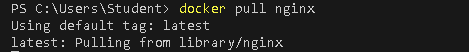 PS C:\Users\Student> docker pull nginx
Using default tag: latest
latest: Pulling from library/nginx